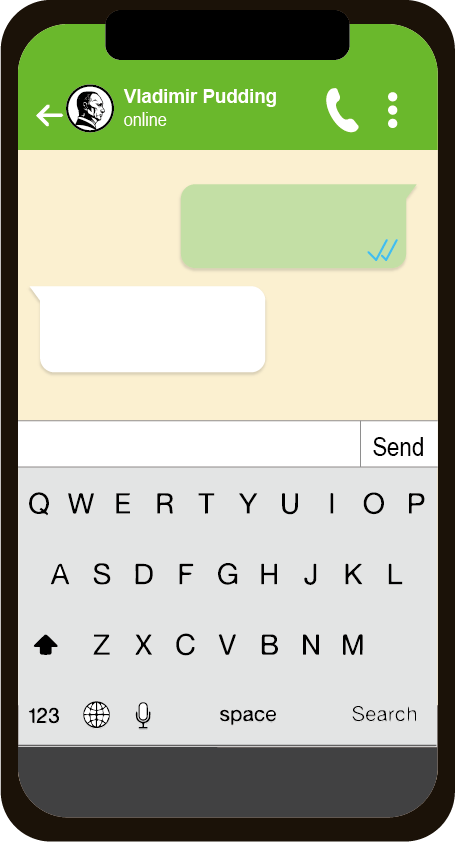 Vladimir Pudding
online
Send
Q W E R T Y U I O P
A S D F G H J K L
Z X C V B N M
123 space Search